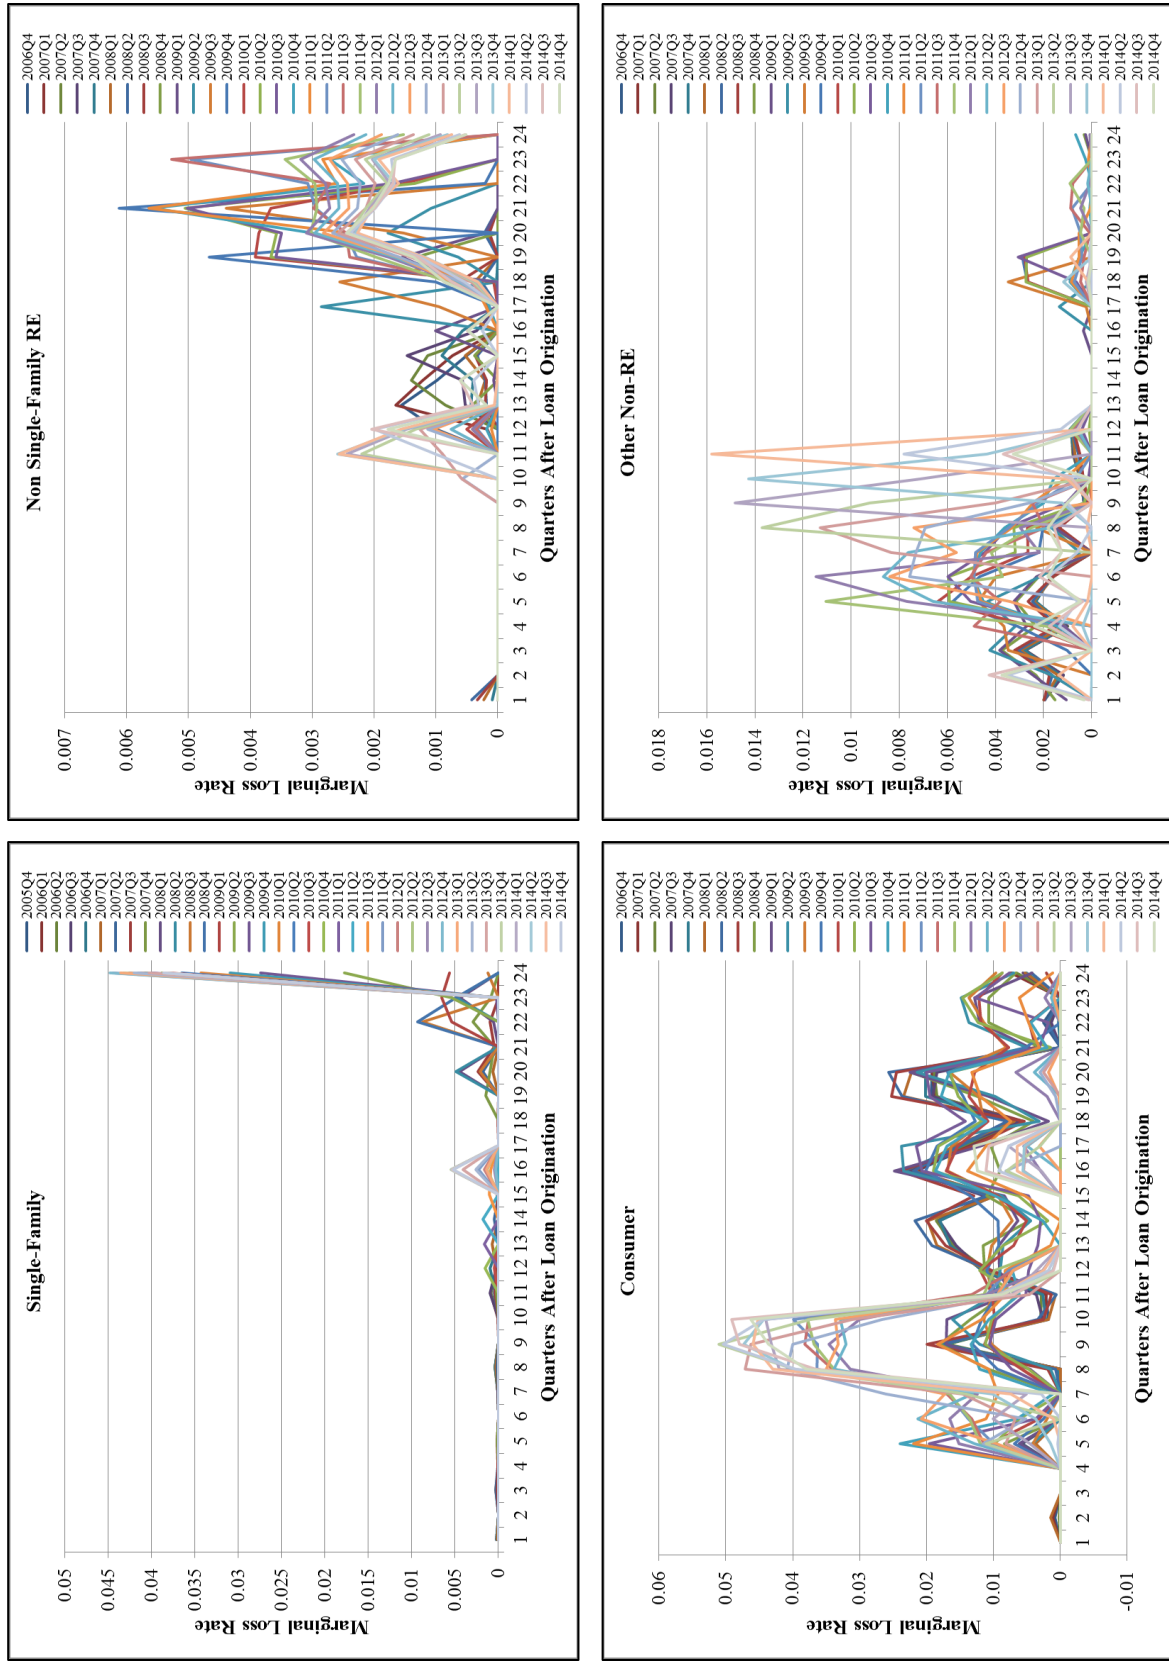 Single-Family
Marginal Loss Rate
0.05
0.045
0.04
0.035
0.03
0.025
0.02
0.015
0.01
0.005
0
1 2 3 4 5 6 7 8 9 10 11 12 13 14 15 16 17 18 19 20 21 22 23 24
Quarters After Loan Origination
2005Q4
2006Q1
2006Q2
2006Q3
2006Q4
2007Q1
2007Q2
2007Q3
2007Q4
2008Q1
2008Q2
2008Q3
2008Q4
2009Q1
2009Q2
2009Q3
2009Q4
2010Q1
2010Q2
2010Q3
2010Q4
2011Q1
2011Q2
2011Q3
2011Q4
2012Q1
2012Q2
2012Q3
2012Q4
2013Q1
2013Q2
2013Q3
2013Q4
2014Q1
2014Q2
2014Q3
2014Q4
Non Single-Family RE
Marginal Loss Rate
0.007
0.006
0.005
0.004
0.003
0.002
0.001
0
1 2 3 4 5 6 7 8 9 10 11 12 13 14 15 16 17 18 19 20 21 22 23 24
Quarters After Loan Origination
2006Q4
2007Q1
2007Q2
2007Q3
2007Q4
2008Q1
2008Q2
2008Q3
2008Q4
2009Q1
2009Q2
2009Q3
2009Q4
2010Q1
2010Q2
2010Q3
2010Q4
2011Q1
2011Q2
2011Q3
2011Q4
2012Q1
2012Q2
2012Q3
2012Q4
2013Q1
2013Q2
2013Q3
2013Q4
2014Q1
2014Q2
2014Q3
2014Q4
Consumer
Marginal Loss Rate
0.06
0.05
0.04
0.03
0.02
0.01
0
-0.01
1 2 3 4 5 6 7 8 9 10 11 12 13 14 15 16 17 18 19 20 21 22 23 24
Quarters After Loan Origination
2006Q4
2007Q1
2007Q2
2007Q3
2007Q4
2008Q1
2008Q2
2008Q3
2008Q4
2009Q1
2009Q2
2009Q3
2009Q4
2010Q1
2010Q2
2010Q3
2010Q4
2011Q1
2011Q2
2011Q3
2011Q4
2012Q1
2012Q2
2012Q3
2012Q4
2013Q1
2013Q2
2013Q3
2013Q4
2014Q1
2014Q2
2014Q3
2014Q4
Other Non-RE
Marginal Loss Rate
0.018
0.016
0.014
0.012
0.01
0.008
0.006
0.004
0.002
0
1 2 3 4 5 6 7 8 9 10 11 12 13 14 15 16 17 18 19 20 21 22 23 24
Quarters After Loan Origination
2006Q4
2007Q1
2007Q2
2007Q3
2007Q4
2008Q1
2008Q2
2008Q3
2008Q4
2009Q1
2009Q2
2009Q3
2009Q4
2010Q1
2010Q2
2010Q3
2010Q4
2011Q1
2011Q2
2011Q3
2011Q4
2012Q1
2012Q2
2012Q3
2012Q4
2013Q1
2013Q2
2013Q3
2013Q4
2014Q1
2014Q2
2014Q3
2014Q4